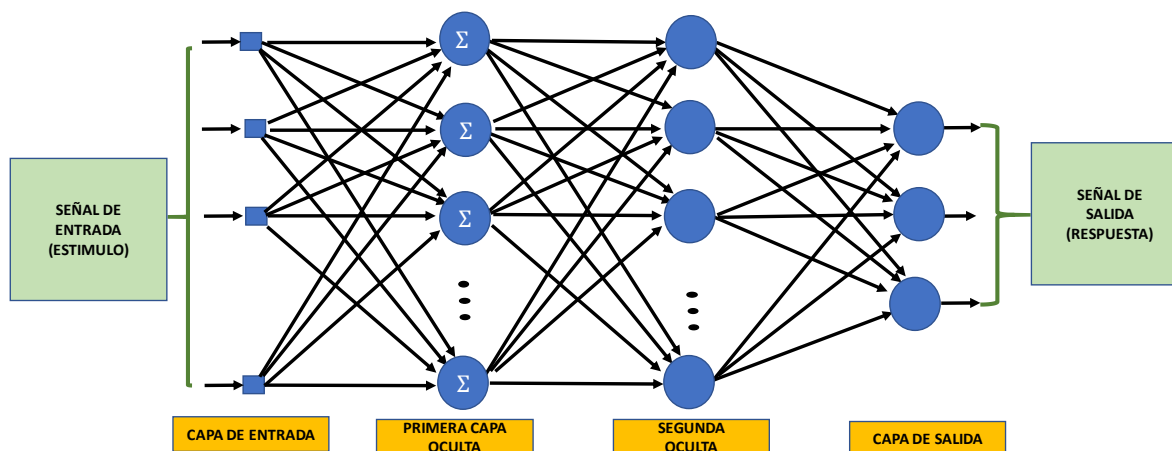 Σ
Σ
SEÑAL DE
ENTRADA
(ESTIMULO)
Σ
Σ
SEÑAL DE
SALIDA
(RESPUESTA)
CAPA DE ENTRADA
PRIMERA CAPA
OCULTA
SEGUNDA
OCULTA
CAPA DE SALIDA